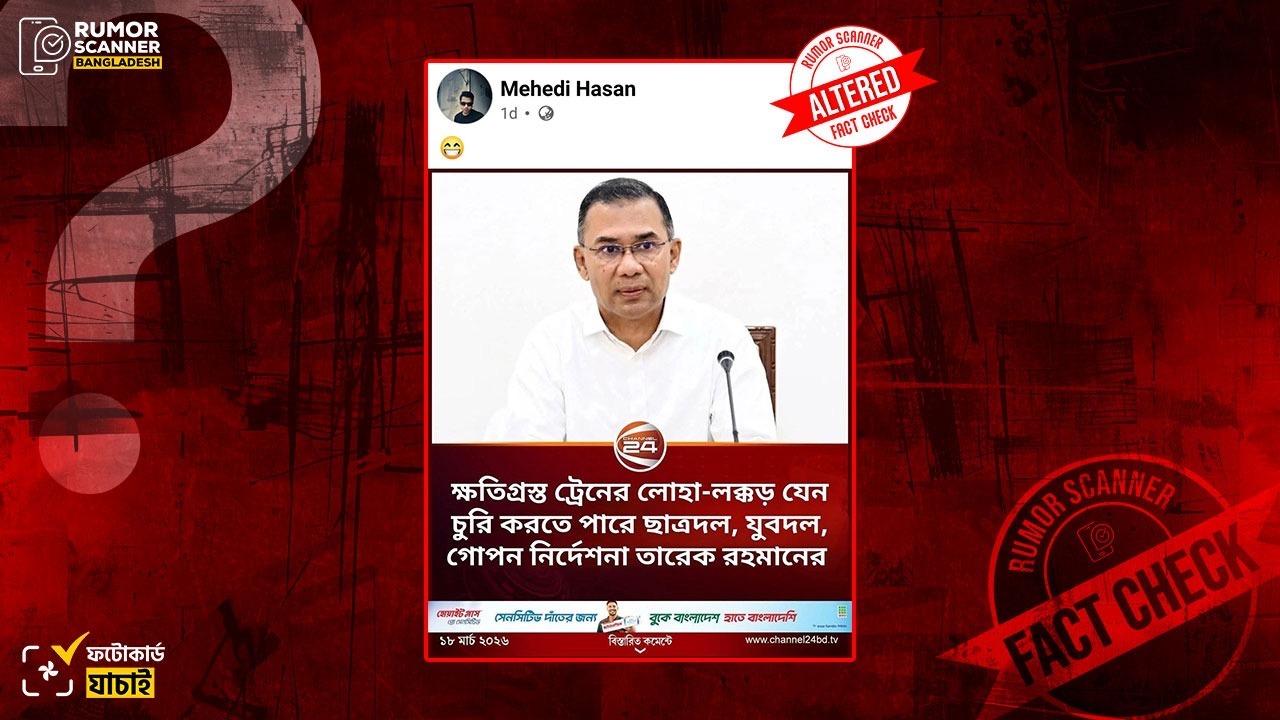 RUMOR
SCANNER
BANGLADESH
RUMOR SCANNER
ALTERED
FACT CHECK
Mehedi Hasan
1d
CHANNEL
24
ক্ষতিগ্রস্ত ট্রেনের লোহা-লক্কড় যেন
চুরি করতে পারে ছাত্রদল, যুবদল,
গোপন নির্দেশনা তারেক রহমানের
হোয়াইট প্লাস
সেনসিটিভ দাঁতের জন্য
বুকে বাংলাদেশ হাতে বাংলাদেশি
১৮ মার্চ ২০২৬
বিস্তারিত কমেন্টে
www.channel24bd.tv
RUMOR SCANNER
FACT CHECK
ফটোকার্ড
যাচাই